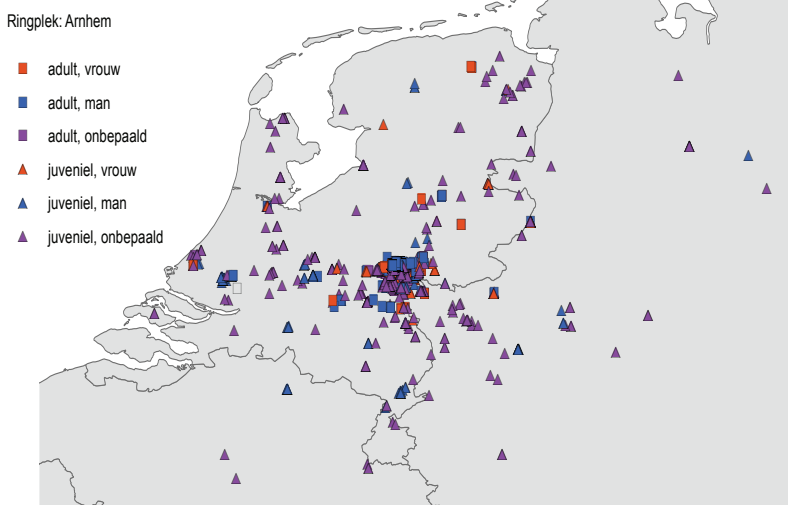 Ringplek: Arnhem
adult, vrouw
adult, man
adult, onbepaald
juveniel, vrouw
juveniel, man
juveniel, onbepaald